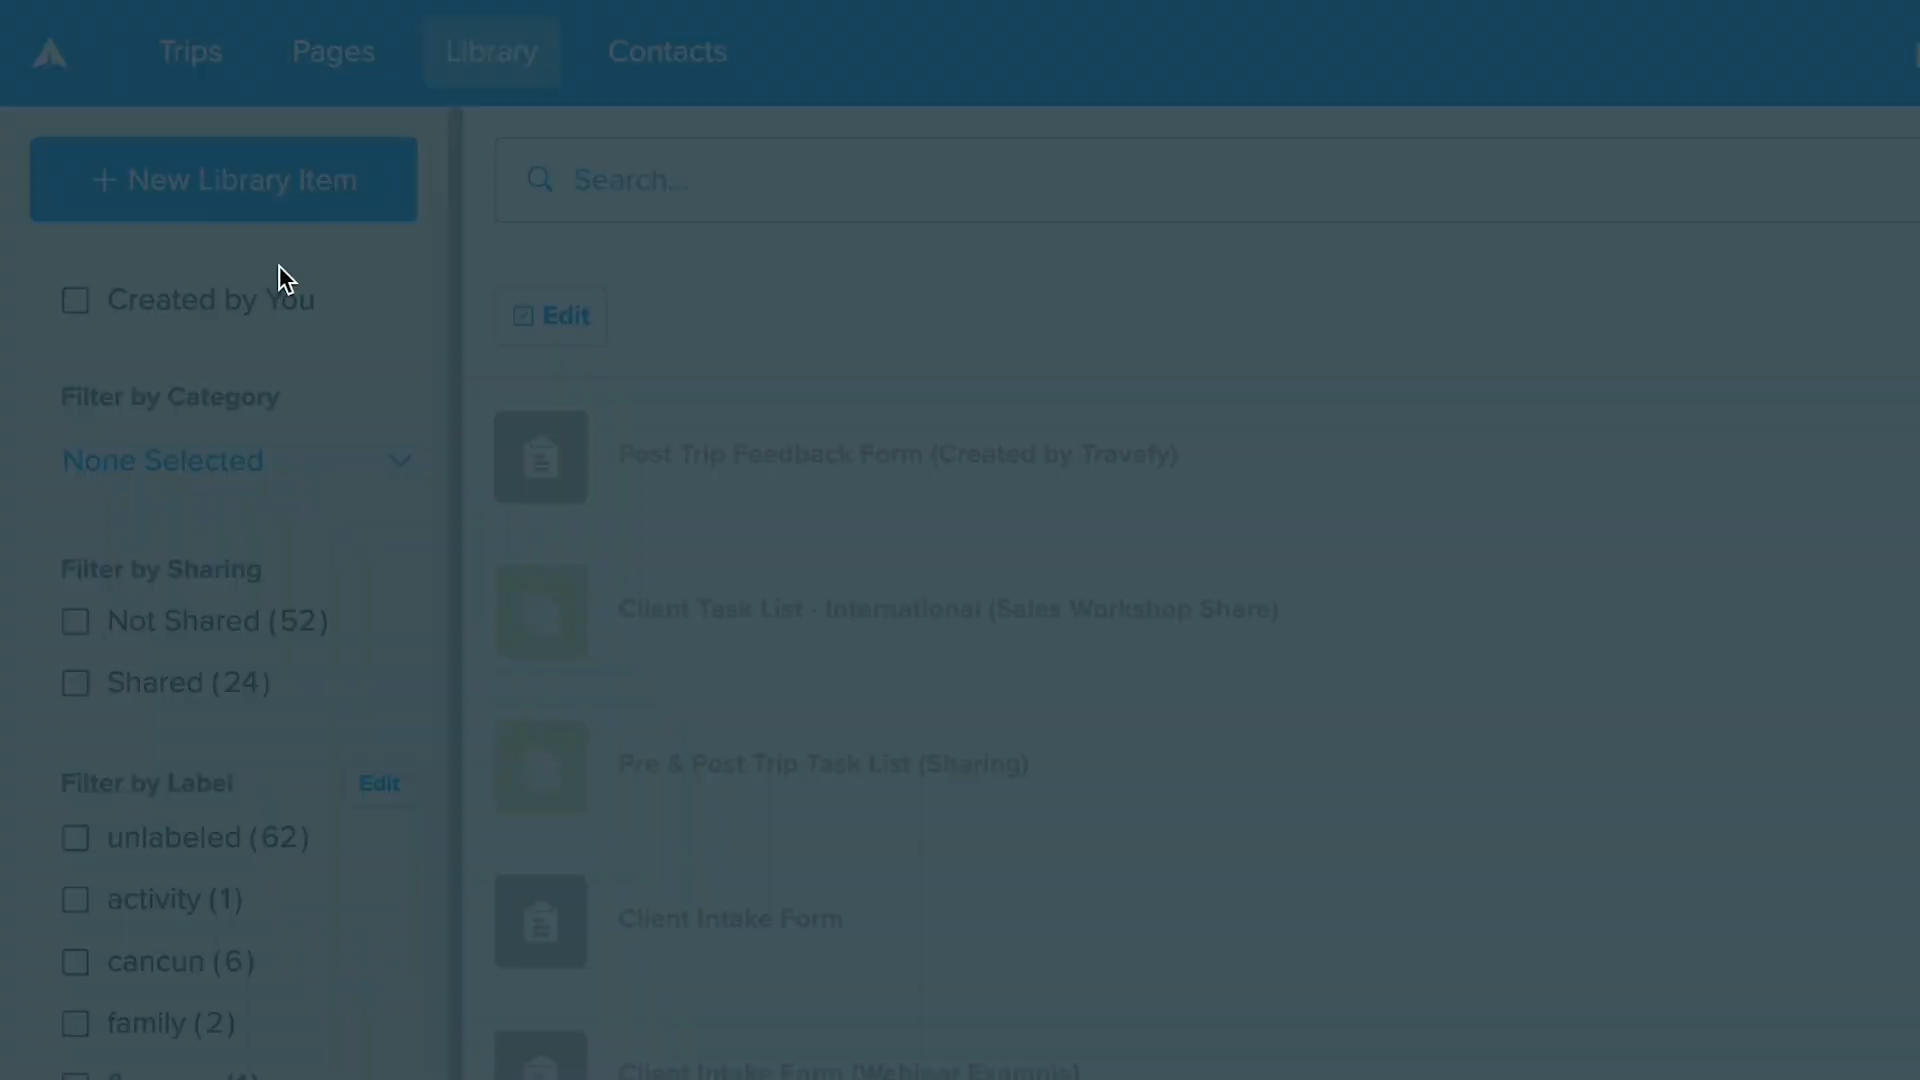 Trips Pages Library Contacts
+ New Library Item
Search...
Created by You
Edit
Filter by Category
None Selected
Post Trip Feedback Form (Created by Travefy)
Filter by Sharing
Not Shared (52)
Client Task List - International (Sales Workshop Share)
Shared (24)
Filter by Label Edit
Pre & Post Trip Task List (Sharing)
unlabeled (62)
activity (1)
Client Intake Form
cancun (6)
family (2)
Client Intake Form (Webinar Example)